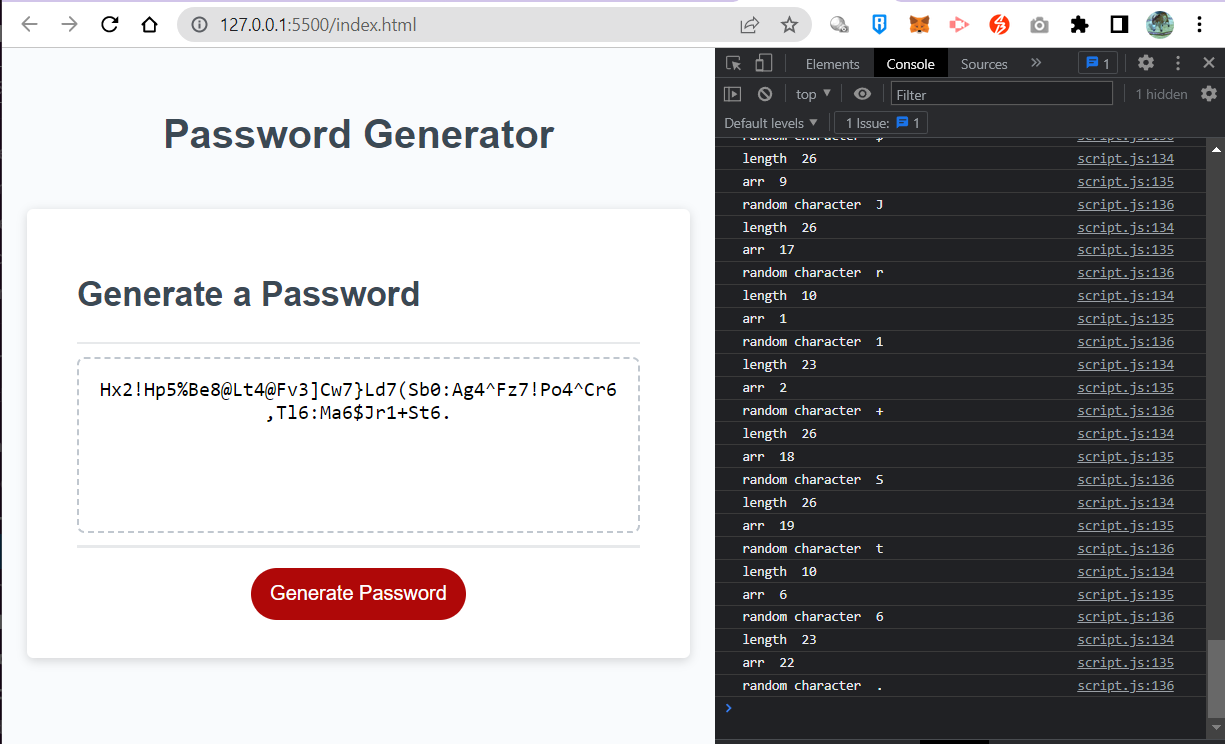 127.0.0.1:5500/index.html
Password Generator
Generate a Password
Hx2!Hp5%Be8@Lt4@Fv3]Cw7}Ld7(Sb0:Ag4^Fz7!Po4^Cr6
,Tl6:Ma6$Jr1+St6.
Generate Password
Elements Console Sources » 1
top ▼ Filter 1 hidden
Default levels ▼ 1 Issue: 1
random character $ script.js:136
length 26 script.js:134
arr 9 script.js:135
random character J script.js:136
length 26 script.js:134
arr 17 script.js:135
random character r script.js:136
length 10 script.js:134
arr 1 script.js:135
random character 1 script.js:136
length 23 script.js:134
arr 2 script.js:135
random character + script.js:136
length 26 script.js:134
arr 18 script.js:135
random character S script.js:136
length 26 script.js:134
arr 19 script.js:135
random character t script.js:136
length 10 script.js:134
arr 6 script.js:135
random character 6 script.js:136
length 23 script.js:134
arr 22 script.js:135
random character . script.js:136